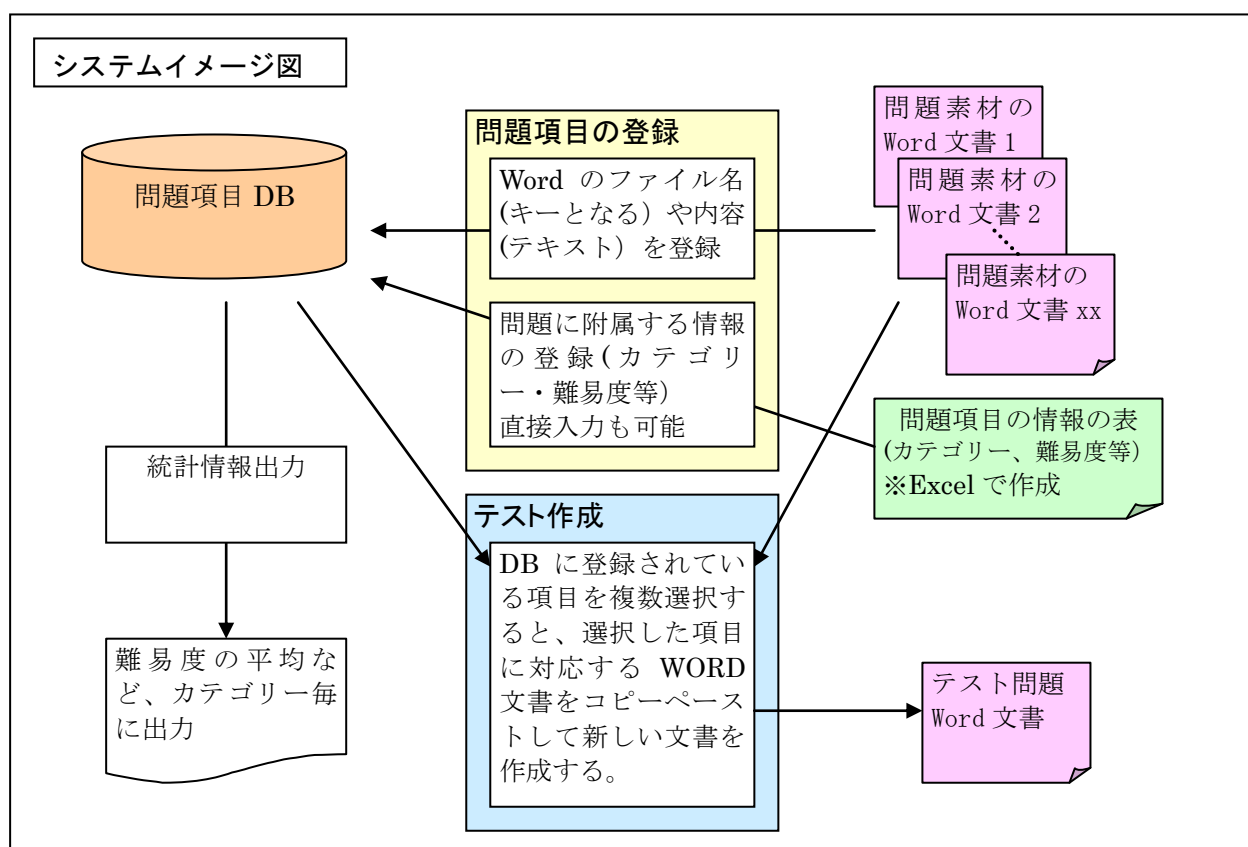 システムイメージ図
問題項目 DB
問題項目の登録
Word のファイル名
(キーとなる）や内容
(テキスト）を登録
問題に附属する情報
の登録(カテゴリ
ー・難易度等）
直接入力も可能
問題素材の
Word 文書 1
問題素材の
Word 文書 2
問題素材の
Word 文書 xx
問題項目の情報の表
(カテゴリー、難易度等)
※Excel で作成
統計情報出力
難易度の平均な
ど、カテゴリー毎
に出力
テスト作成
DB に登録されてい
る項目を複数選択す
ると、選択した項目
に対応する WORD
文書をコピーペース
トして新しい文書を
作成する。
テスト問題
Word 文書